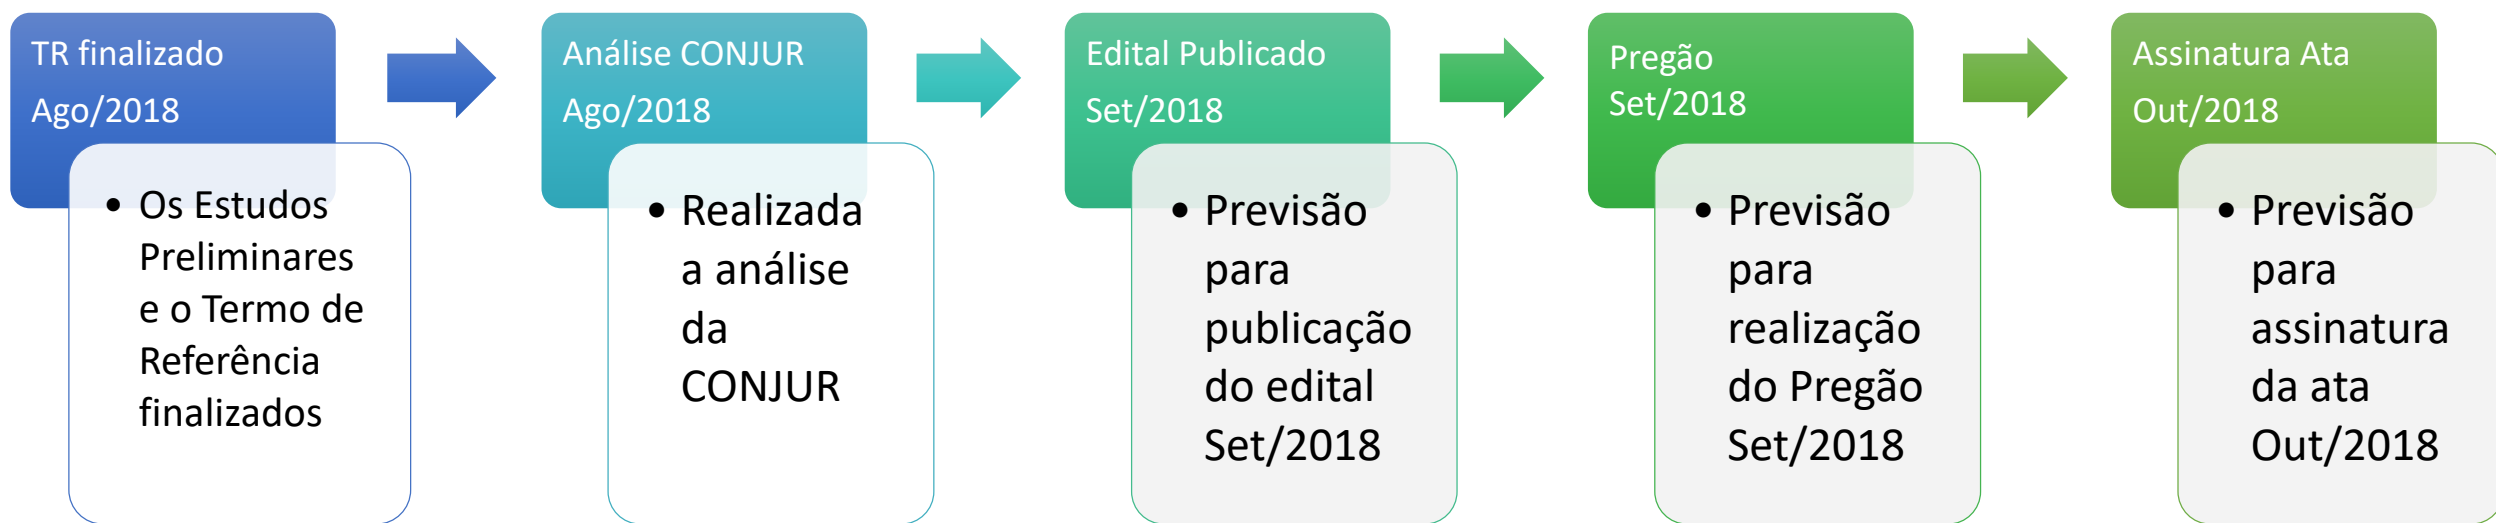 TR finalizado
Ago/2018
• Os Estudos
Preliminares
e o Termo de
Referência
finalizados
Análise CONJUR
Ago/2018
• Realizada
a análise
da
CONJUR
Edital Publicado
Set/2018
• Previsão
para
publicação
do edital
Set/2018
Pregão
Set/2018
• Previsão
para
realização
do Pregão
Set/2018
Assinatura Ata
Out/2018
• Previsão
para
assinatura
da ata
Out/2018